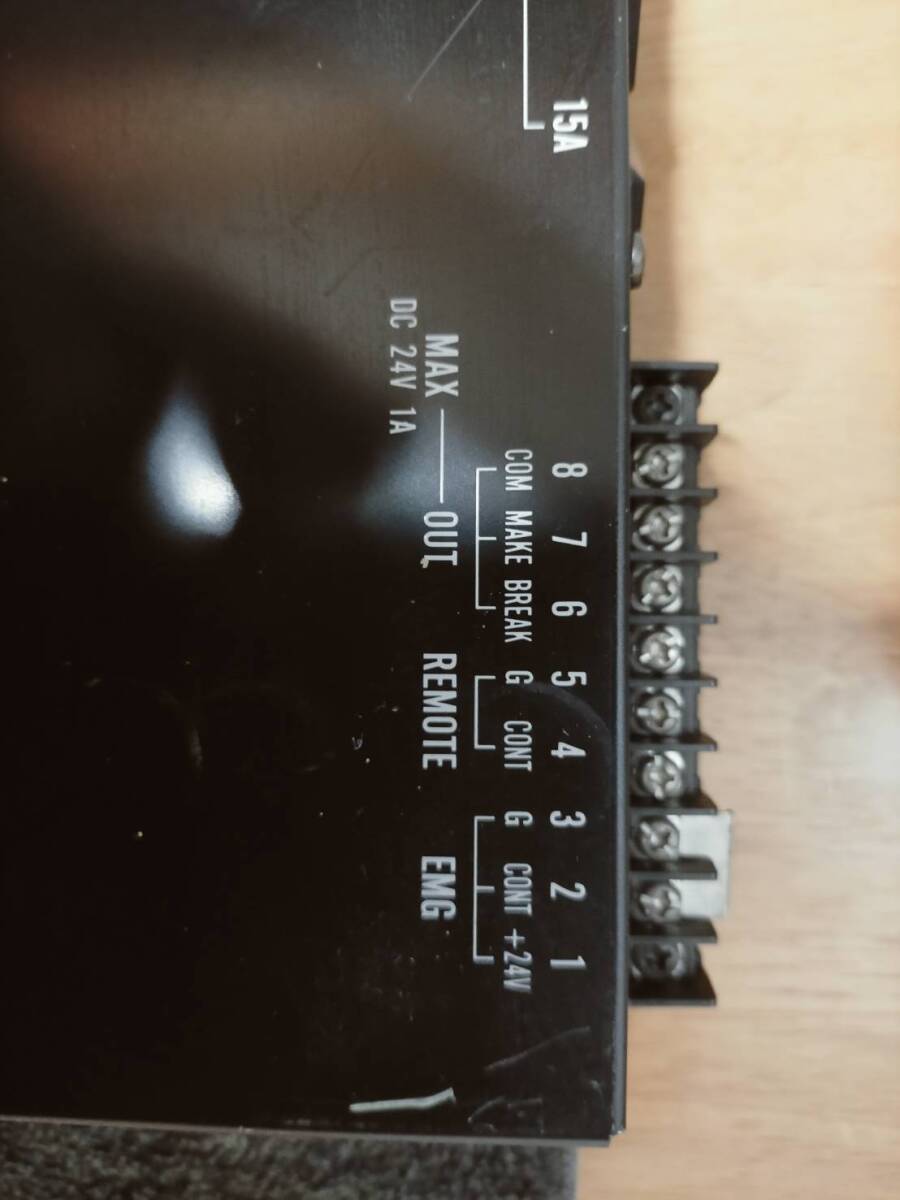 15A
8 7 6 5 4 3 2 1
COM MAKE BREAK G CONT G CONT +24V
MAX OUT REMOTE EMG
DC 24V 1A